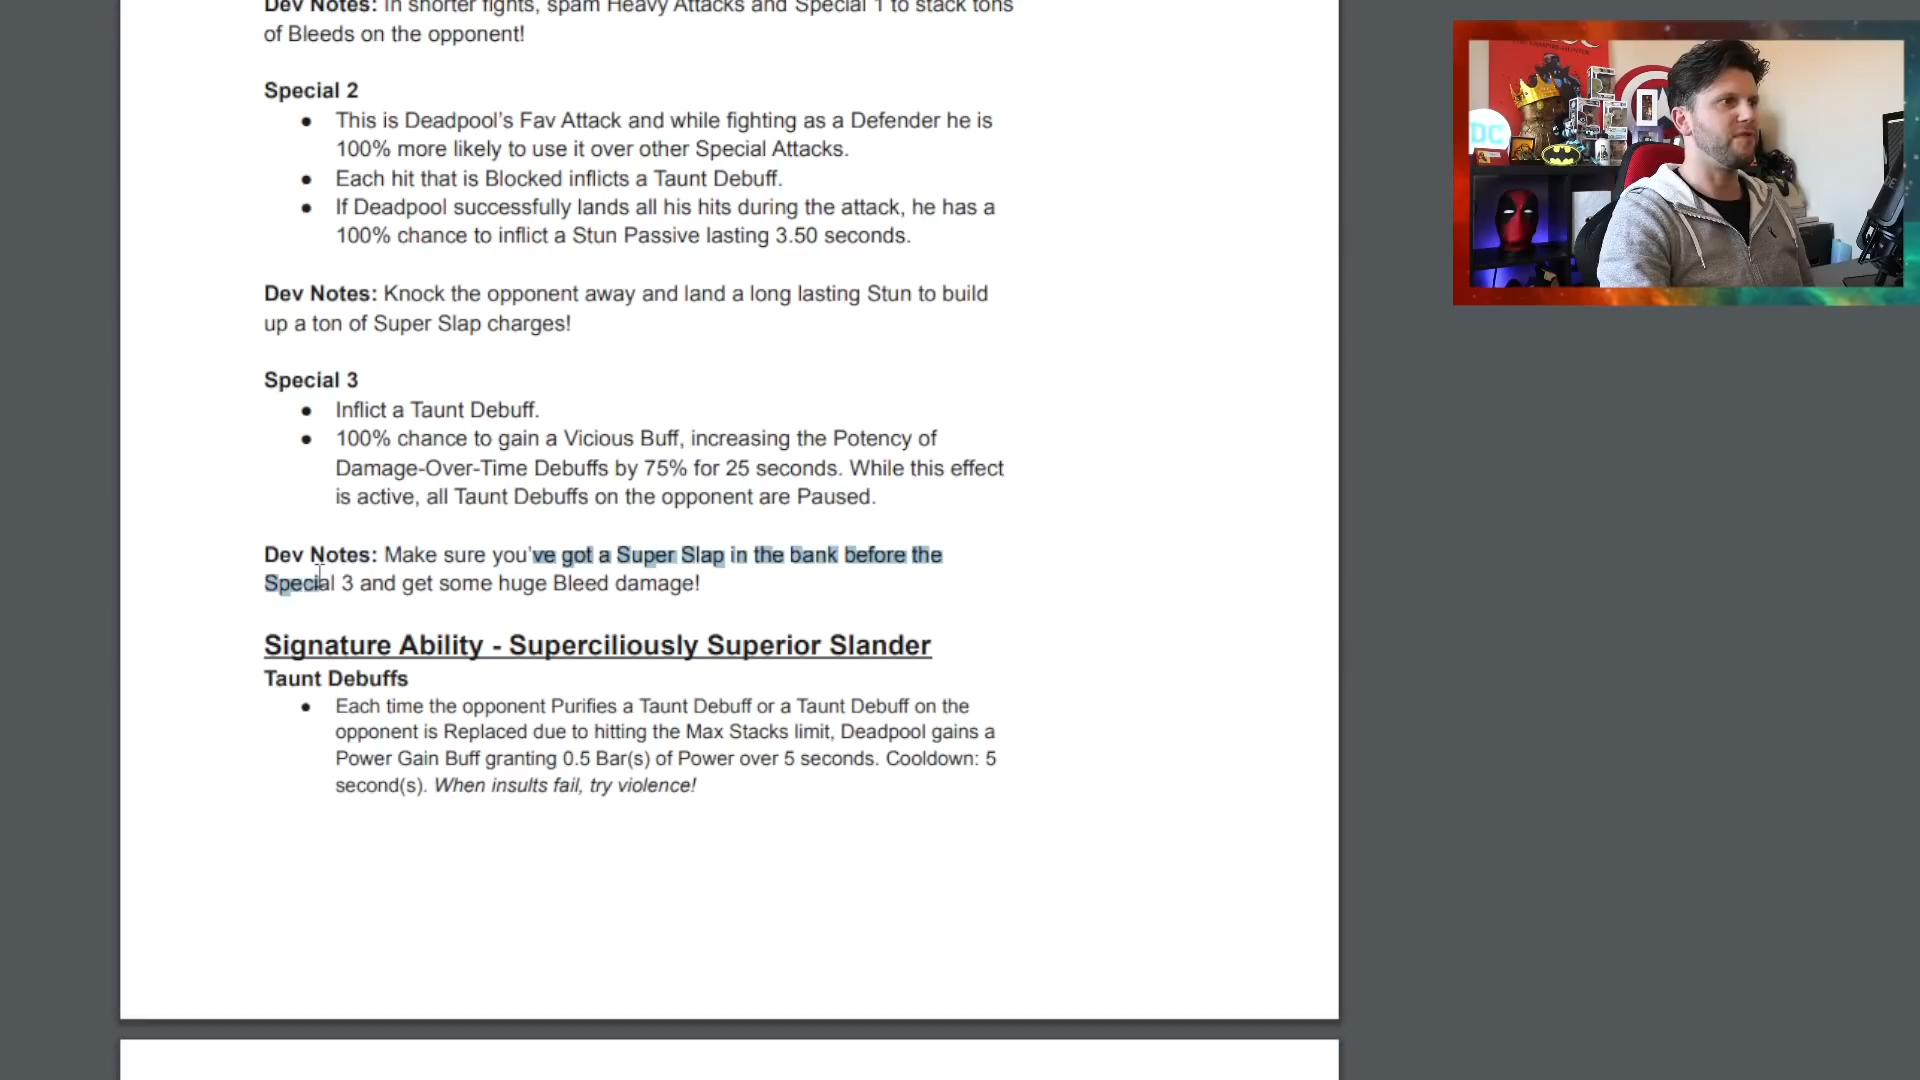 Dev Notes: In shorter fights, spam Heavy Attacks and Special 1 to stack tons
of Bleeds on the opponent!
Special 2
● This is Deadpool's Fav Attack and while fighting as a Defender he is
100% more likely to use it over other Special Attacks.
● Each hit that is Blocked inflicts a Taunt Debuff.
● If Deadpool successfully lands all his hits during the attack, he has a
100% chance to inflict a Stun Passive lasting 3.50 seconds.
Dev Notes: Knock the opponent away and land a long lasting Stun to build
up a ton of Super Slap charges!
Special 3
● Inflict a Taunt Debuff.
● 100% chance to gain a Vicious Buff, increasing the Potency of
Damage-Over-Time Debuffs by 75% for 25 seconds. While this effect
is active, all Taunt Debuffs on the opponent are Paused.
Dev Notes: Make sure you've got a Super Slap in the bank before the
Special 3 and get some huge Bleed damage!
Signature Ability - Superciliously Superior Slander
Taunt Debuffs
● Each time the opponent Purifies a Taunt Debuff or a Taunt Debuff on the
opponent is Replaced due to hitting the Max Stacks limit, Deadpool gains a
Power Gain Buff granting 0.5 Bar(s) of Power over 5 seconds. Cooldown: 5
second(s). When insults fail, try violence!
DC